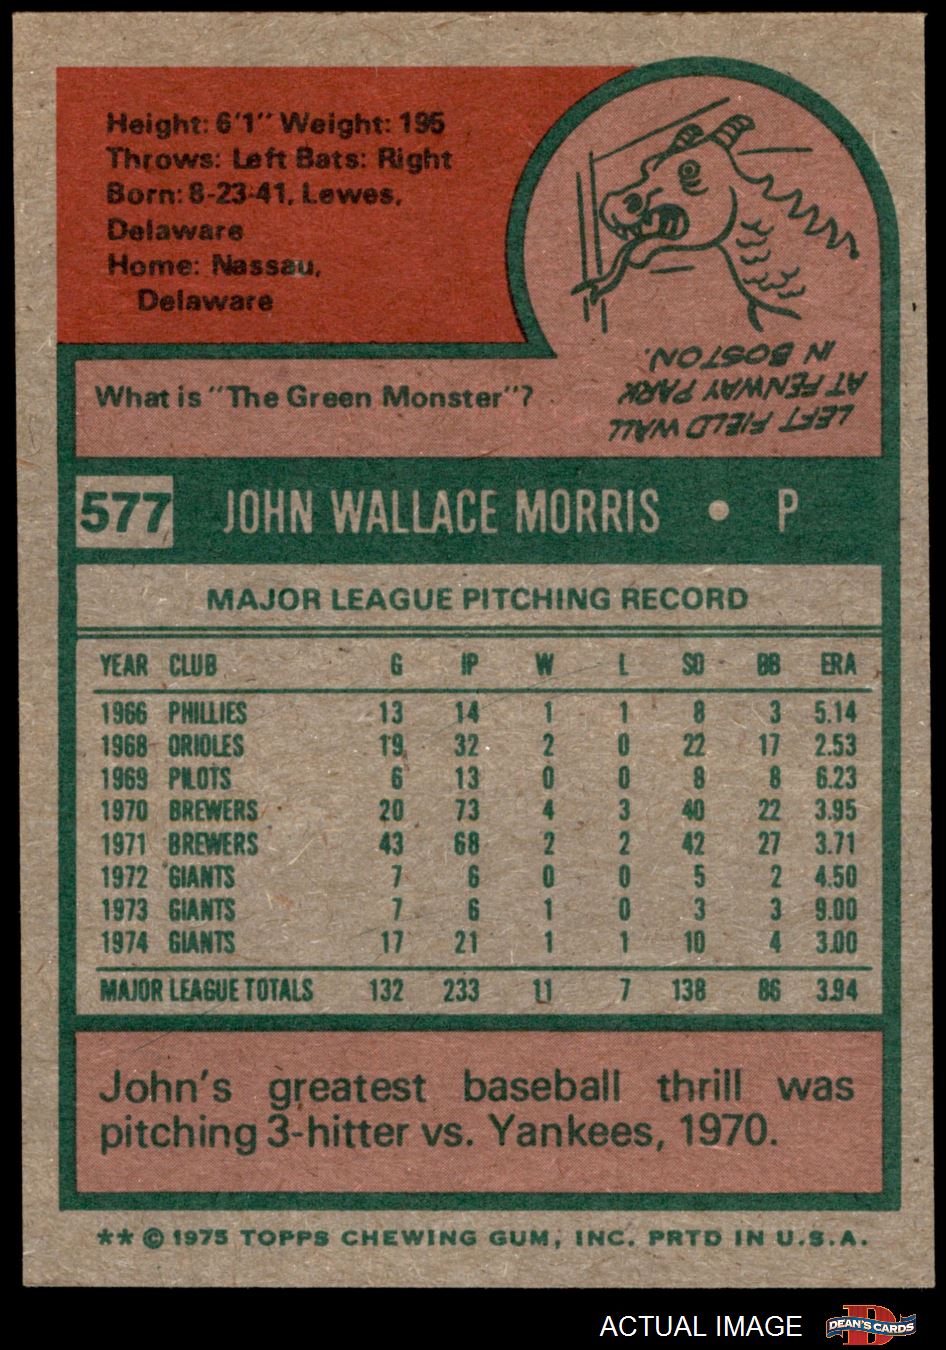 Height: 6'1" Weight: 195
Throws: Left Bats: Right
Born: 8-23-41, Lewes,
Delaware
Home: Nassau,
Delaware
What is "The Green Monster"?
LEFT FIELD WALL
AT FENWAY PARK
IN BOSTON.
577 JOHN WALLACE MORRIS • P
MAJOR LEAGUE PITCHING RECORD
YEAR CLUB G IP W L SO BB ERA
1966 PHILLIES 13 14 1 1 8 3 5.14
1968 ORIOLES 19 32 2 0 22 17 2.53
1969 PILOTS 6 13 0 0 8 8 6.23
1970 BREWERS 20 73 4 3 40 22 3.95
1971 BREWERS 43 68 2 2 42 27 3.71
1972 GIANTS 7 6 0 0 5 2 4.50
1973 GIANTS 7 6 1 0 3 3 9.00
1974 GIANTS 17 21 1 1 10 4 3.00
MAJOR LEAGUE TOTALS 132 233 11 7 138 86 3.94
John's greatest baseball thrill was
pitching 3-hitter vs. Yankees, 1970.
** © 1975 TOPPS CHEWING GUM, INC. PRTD IN U.S.A.
ACTUAL IMAGE
DEAN'S CARDS